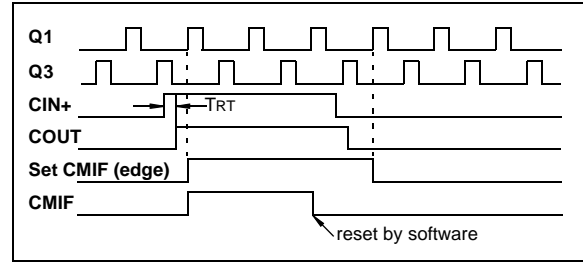 Q1
Q3
CIN+
TRT
COUT
Set CMIF (edge)
CMIF
reset by software